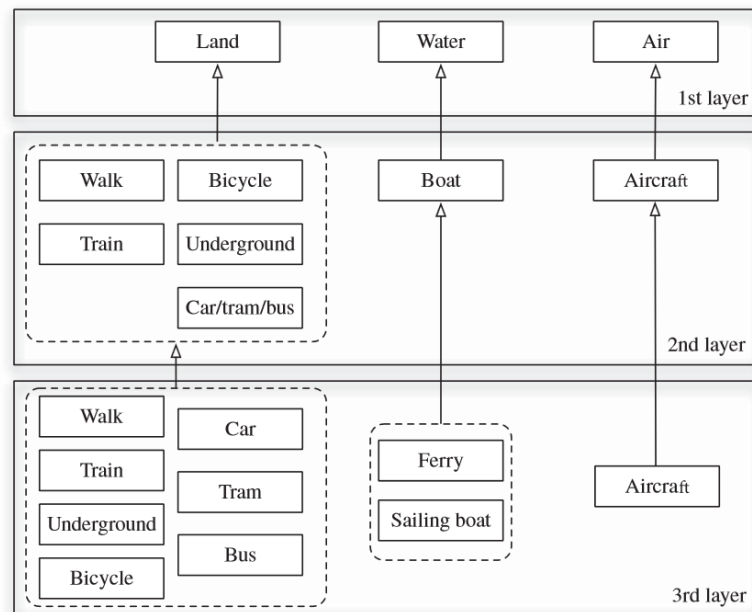 Land
Water
Air
1st layer
Walk
Bicycle
Boat
Aircraft
Train
Underground
Car/tram/bus
2nd layer
Walk
Car
Train
Ferry
Tram
Aircraft
Underground
Sailing boat
Bus
Bicycle
3rd layer